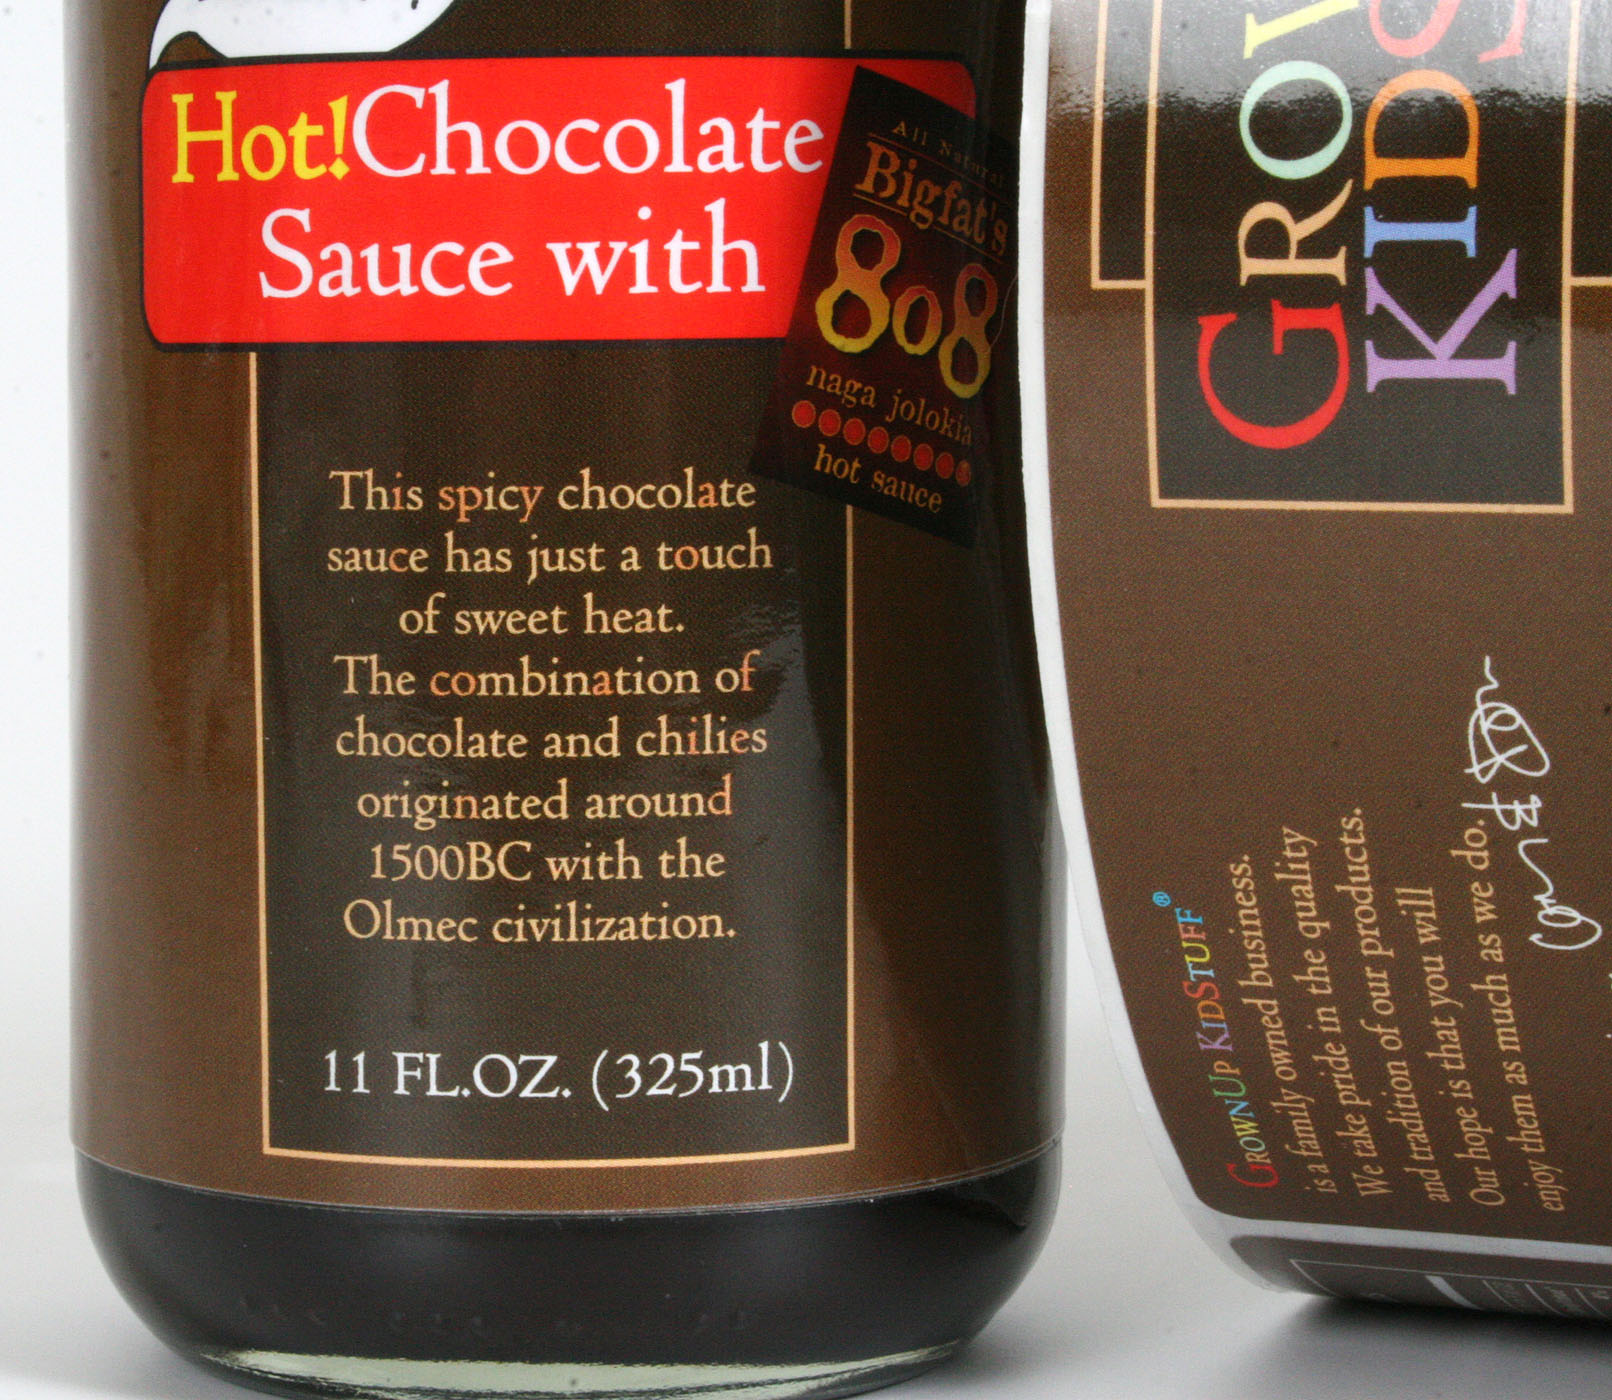 Hot!Chocolate
Sauce with
All Natural
Bigfat's
808
naga jolokia
hot sauce
This spicy chocolate
sauce has just a touch
of sweet heat.
The combination of
chocolate and chilies
originated around
1500BC with the
Olmec civilization.
11 FL.OZ. (325ml)
GROW
KIDS
GROWNUP KIDSTUFF®
is a family owned business.
We take pride in the quality
and tradition of our products.
Our hope is that you will
enjoy them as much as we do.